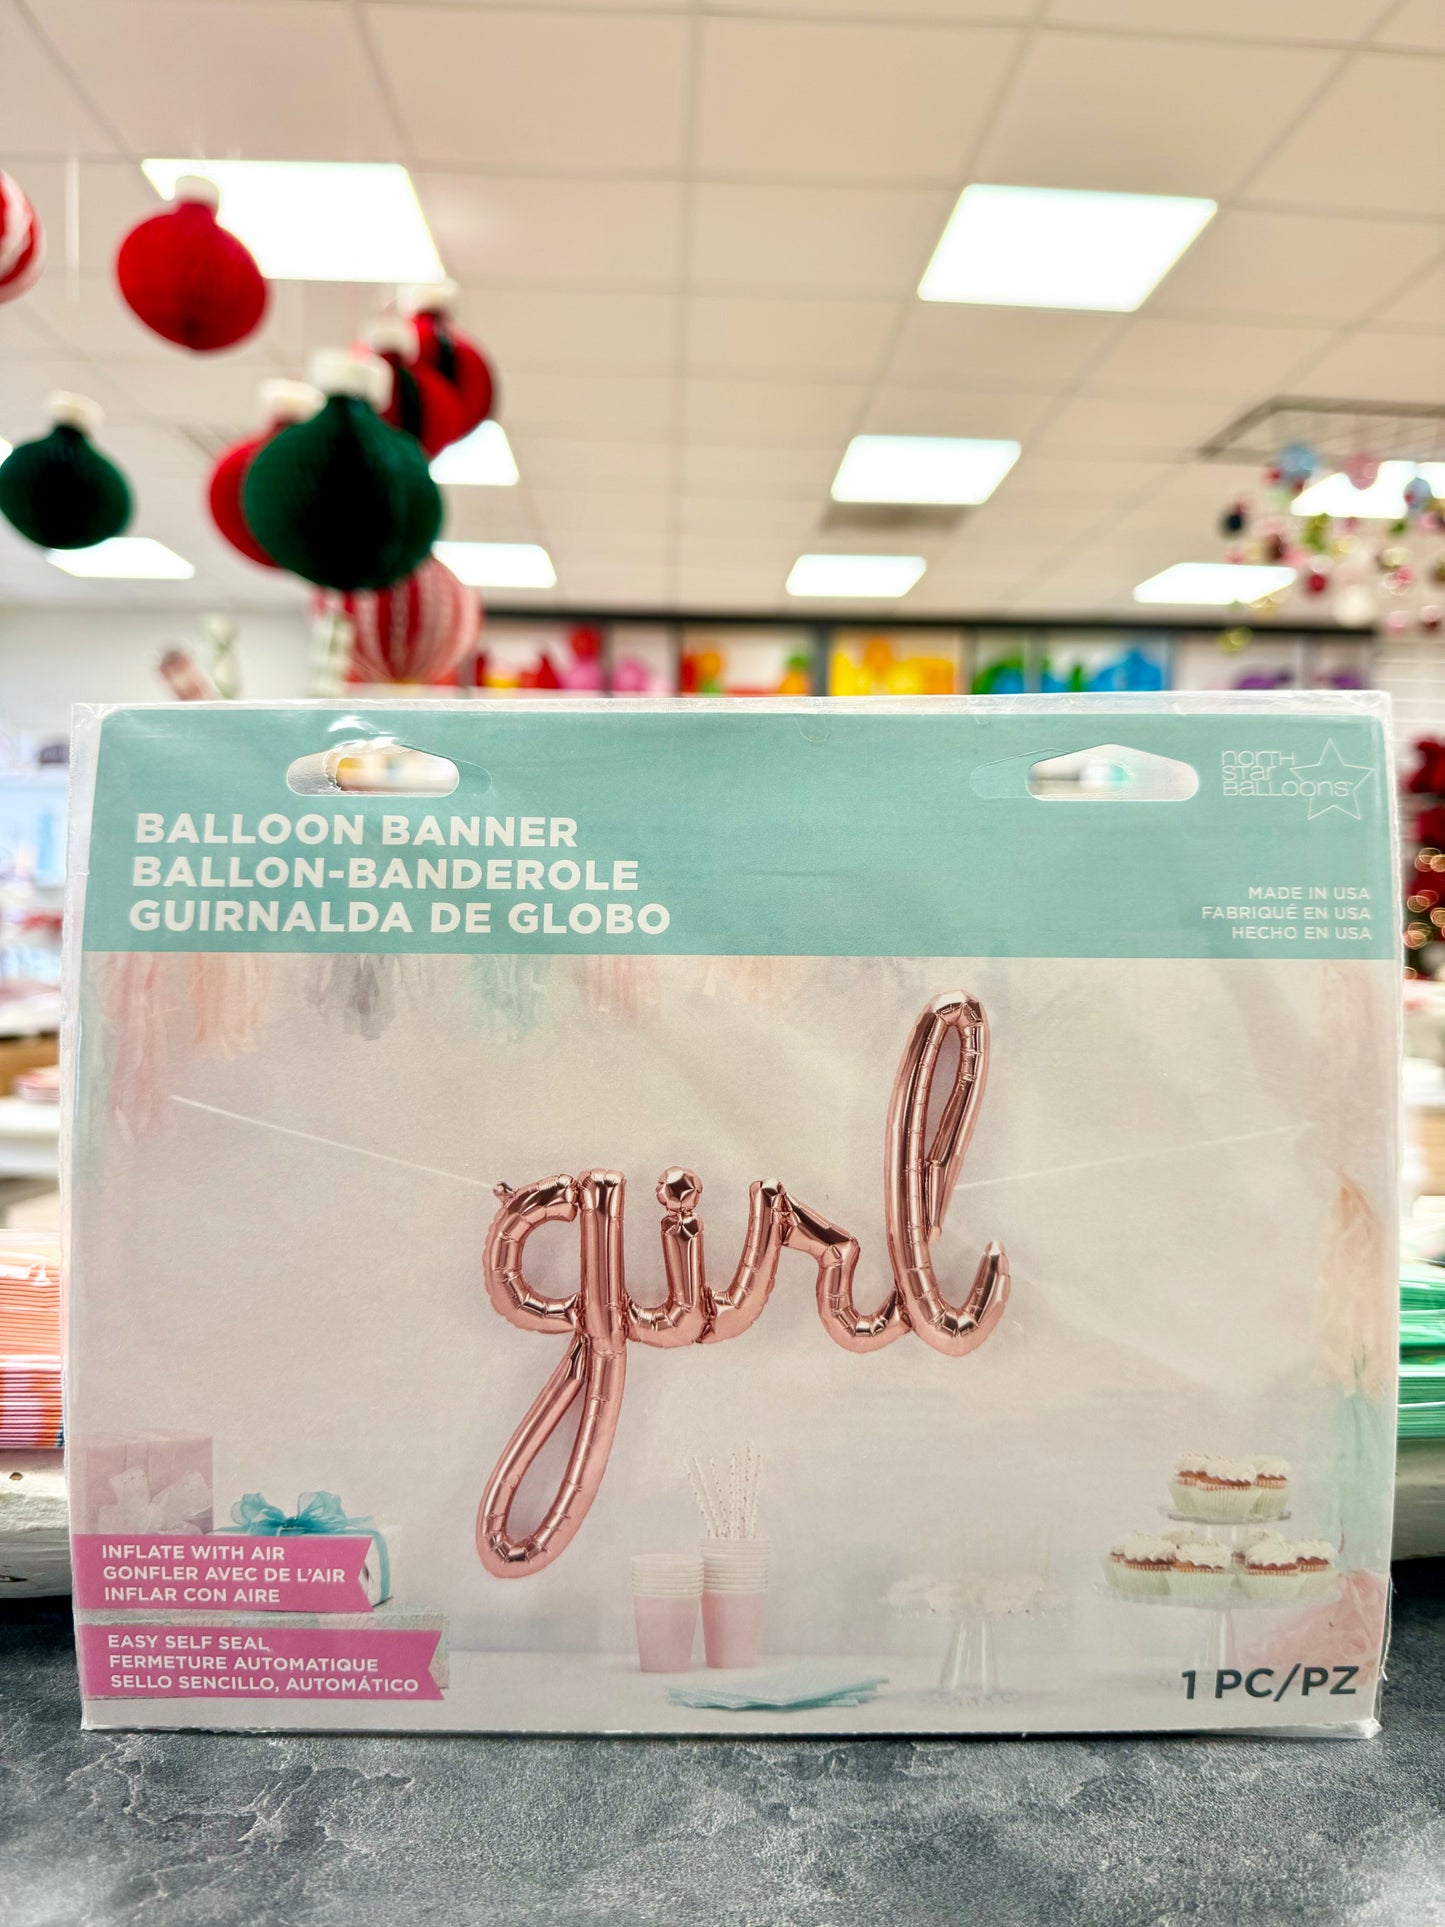 north
star
balloons
BALLOON BANNER
BALLON-BANDEROLE
GUIRNALDA DE GLOBO
MADE IN USA
FABRIQUÉ EN USA
HECHO EN USA
girl
INFLATE WITH AIR
GONFLER AVEC DE L'AIR
INFLAR CON AIRE
EASY SELF SEAL
FERMETURE AUTOMATIQUE
SELLO SENCILLO, AUTOMÁTICO
1 PC/PZ